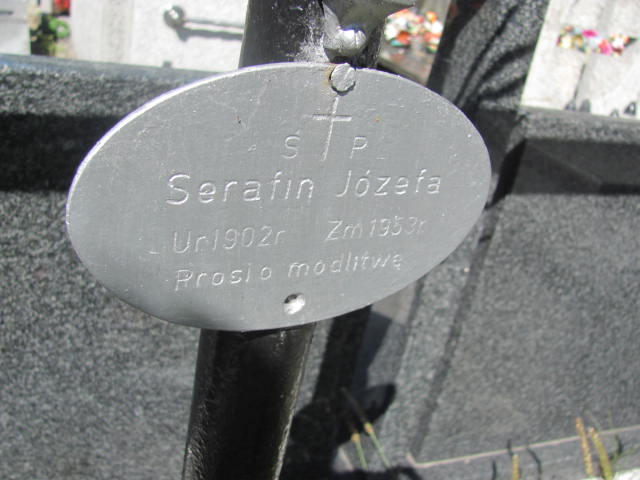 Ś P
Serafin Józefa
Ur1902r Zm1953r
Prosi o modlitwę